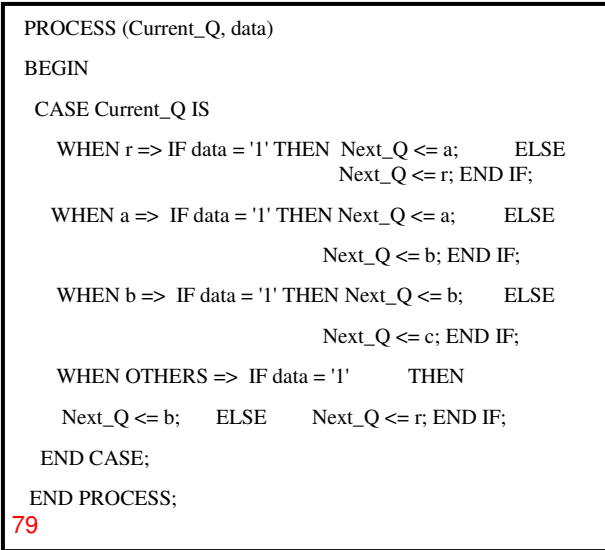 PROCESS (Current_Q, data)
BEGIN
CASE Current_Q IS
WHEN r => IF data = '1' THEN Next_Q <= a; ELSE
Next_Q <= r; END IF;
WHEN a => IF data = '1' THEN Next_Q <= a; ELSE
Next_Q <= b; END IF;
WHEN b => IF data = '1' THEN Next_Q <= b; ELSE
Next_Q <= c; END IF;
WHEN OTHERS => IF data = '1' THEN
Next_Q <= b; ELSE Next_Q <= r; END IF;
END CASE;
END PROCESS;
79